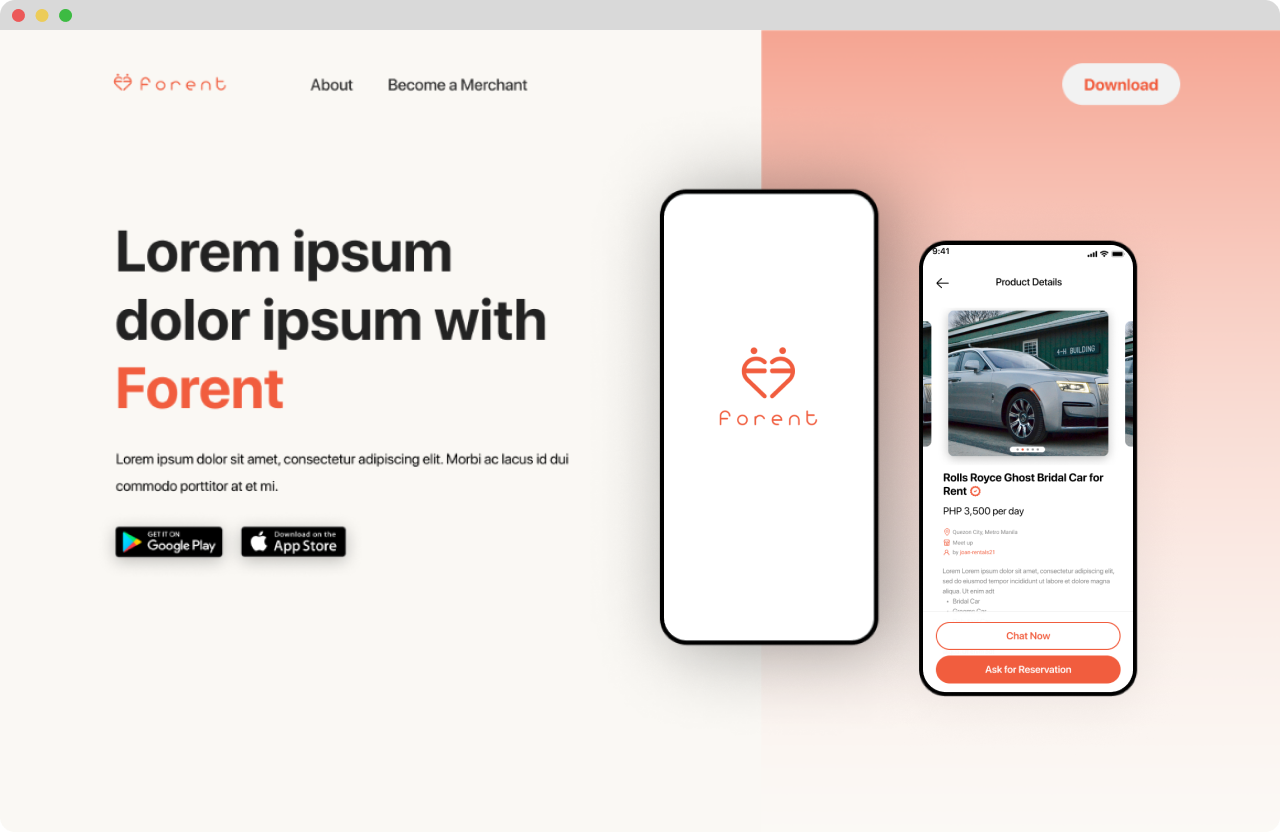 forent
About
Become a Merchant
Download
Lorem ipsum
dolor ipsum with
Forent
Lorem ipsum dolor sit amet, consectetur adipiscing elit. Morbi ac lacus id dui
commodo porttitor at et mi.
GET IT ON
Google Play
Download on the
App Store
forent
9:41
Product Details
4-H BUILDING
Rolls Royce Ghost Bridal Car for
Rent
PHP 3,500 per day
Quezon City, Metro Manila
Meet up
by joan-rentals21
Lorem Lorem ipsum dolor sit amet, consectetur adipiscing elit,
sed do eiusmod tempor incididunt ut labore et dolore magna
aliqua. Ut enim adt
• Bridal Car
Chat Now
Ask for Reservation